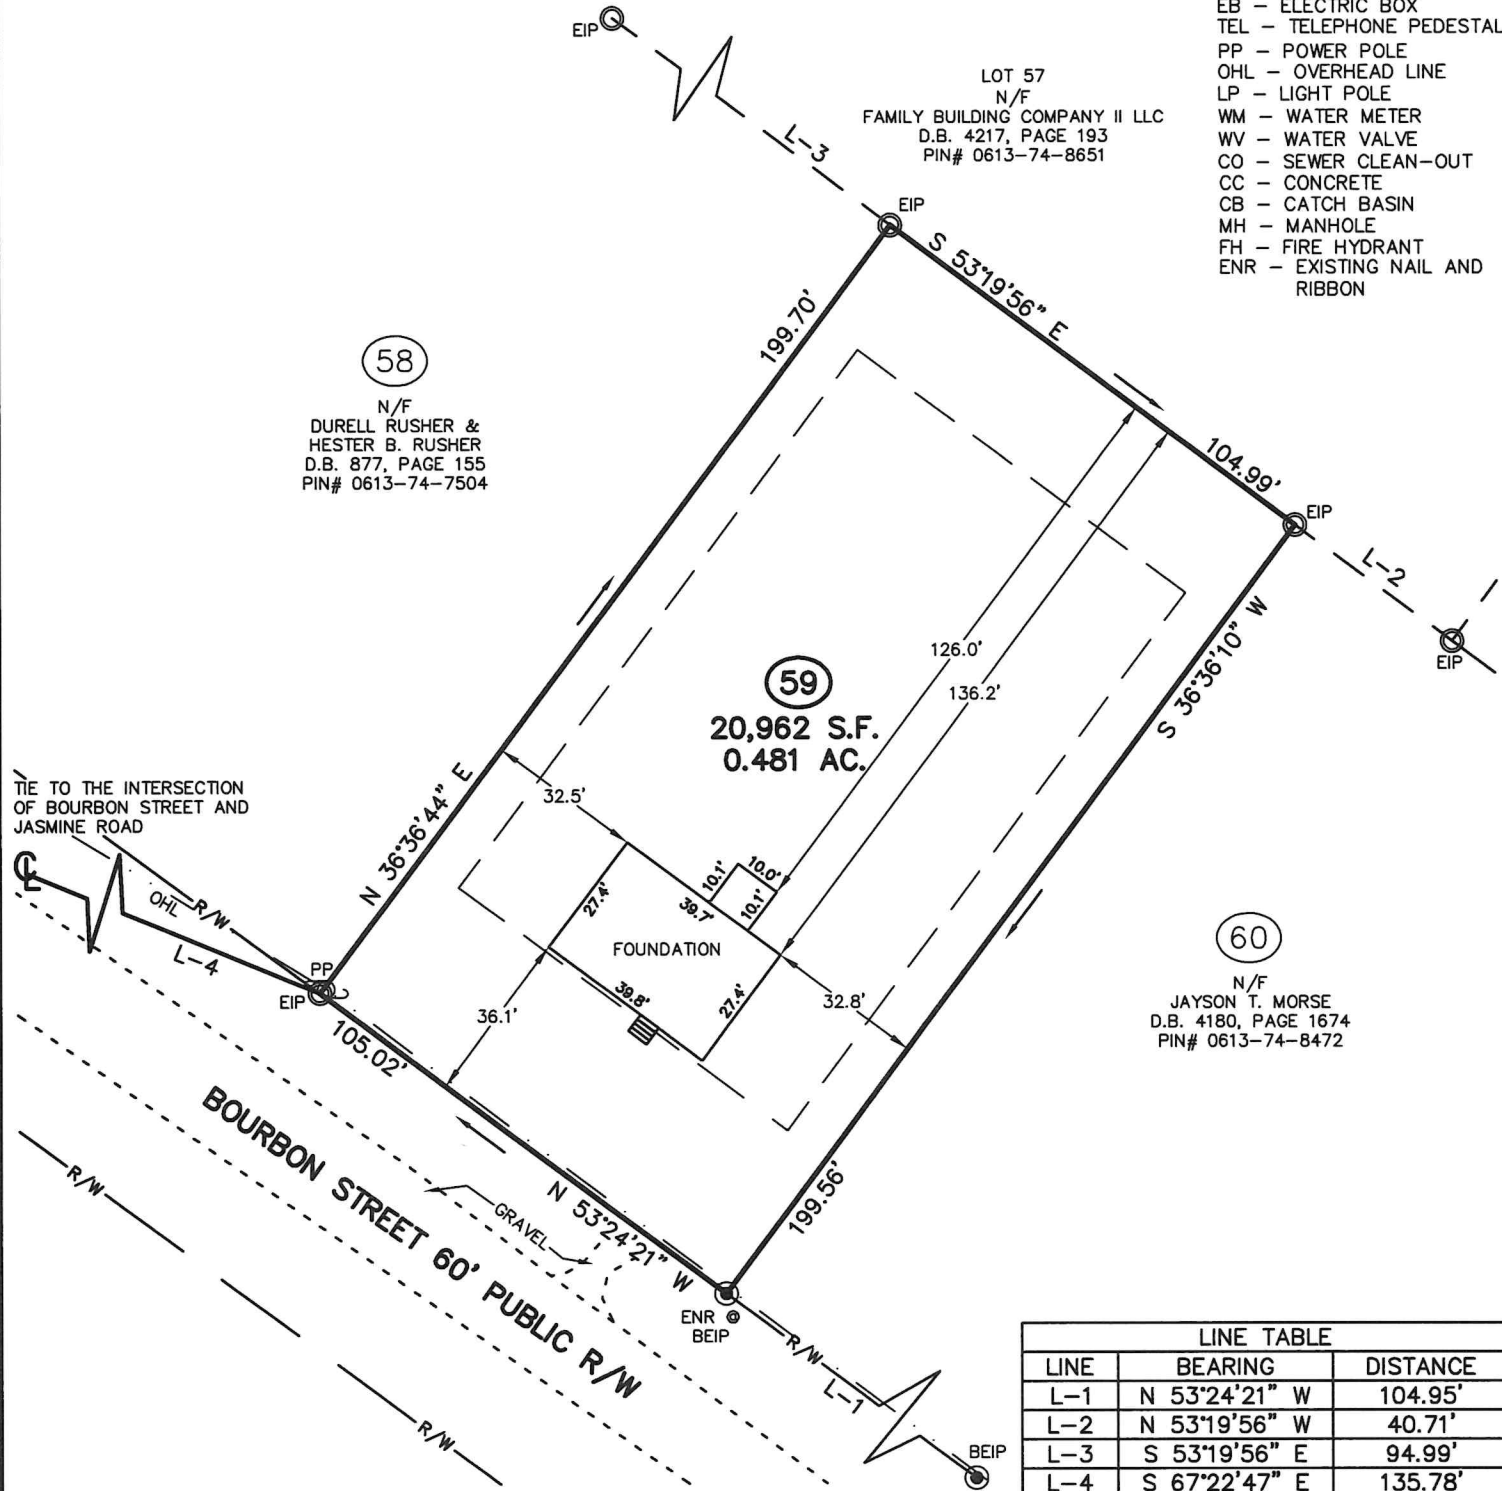 EB – ELECTRIC BOX
TEL – TELEPHONE PEDESTAL
PP – POWER POLE
OHL – OVERHEAD LINE
LP – LIGHT POLE
WM – WATER METER
WV – WATER VALVE
CO – SEWER CLEAN-OUT
CC – CONCRETE
CB – CATCH BASIN
MH – MANHOLE
FH – FIRE HYDRANT
ENR – EXISTING NAIL AND
RIBBON
EIP
L-3
LOT 57
N/F
FAMILY BUILDING COMPANY II LLC
D.B. 4217, PAGE 193
PIN# 0613-74-8651
EIP
S 53°19'56" E
104.99'
199.70'
EIP
L-2
EIP
58
N/F
DURELL RUSHER &
HESTER B. RUSHER
D.B. 877, PAGE 155
PIN# 0613-74-7504
S 36°36'10" W
126.0'
136.2'
59
20,962 S.F.
0.481 AC.
TIE TO THE INTERSECTION
OF BOURBON STREET AND
JASMINE ROAD
N 36°36'44" E
32.5'
CL
OHL
R/W
L-4
PP
EIP
10.1'
10.0'
10.1'
39.7'
27.4'
FOUNDATION
39.8'
27.4'
32.8'
36.1'
60
N/F
JAYSON T. MORSE
D.B. 4180, PAGE 1674
PIN# 0613-74-8472
105.02'
N 53°24'21" W
199.56'
BOURBON STREET 60' PUBLIC R/W
GRAVEL
R/W
R/W
ENR @
BEIP
R/W
L-1
BEIP
LINE TABLE
LINE BEARING DISTANCE
L-1 N 53°24'21" W 104.95'
L-2 N 53°19'56" W 40.71'
L-3 S 53°19'56" E 94.99'
L-4 S 67°22'47" E 135.78'